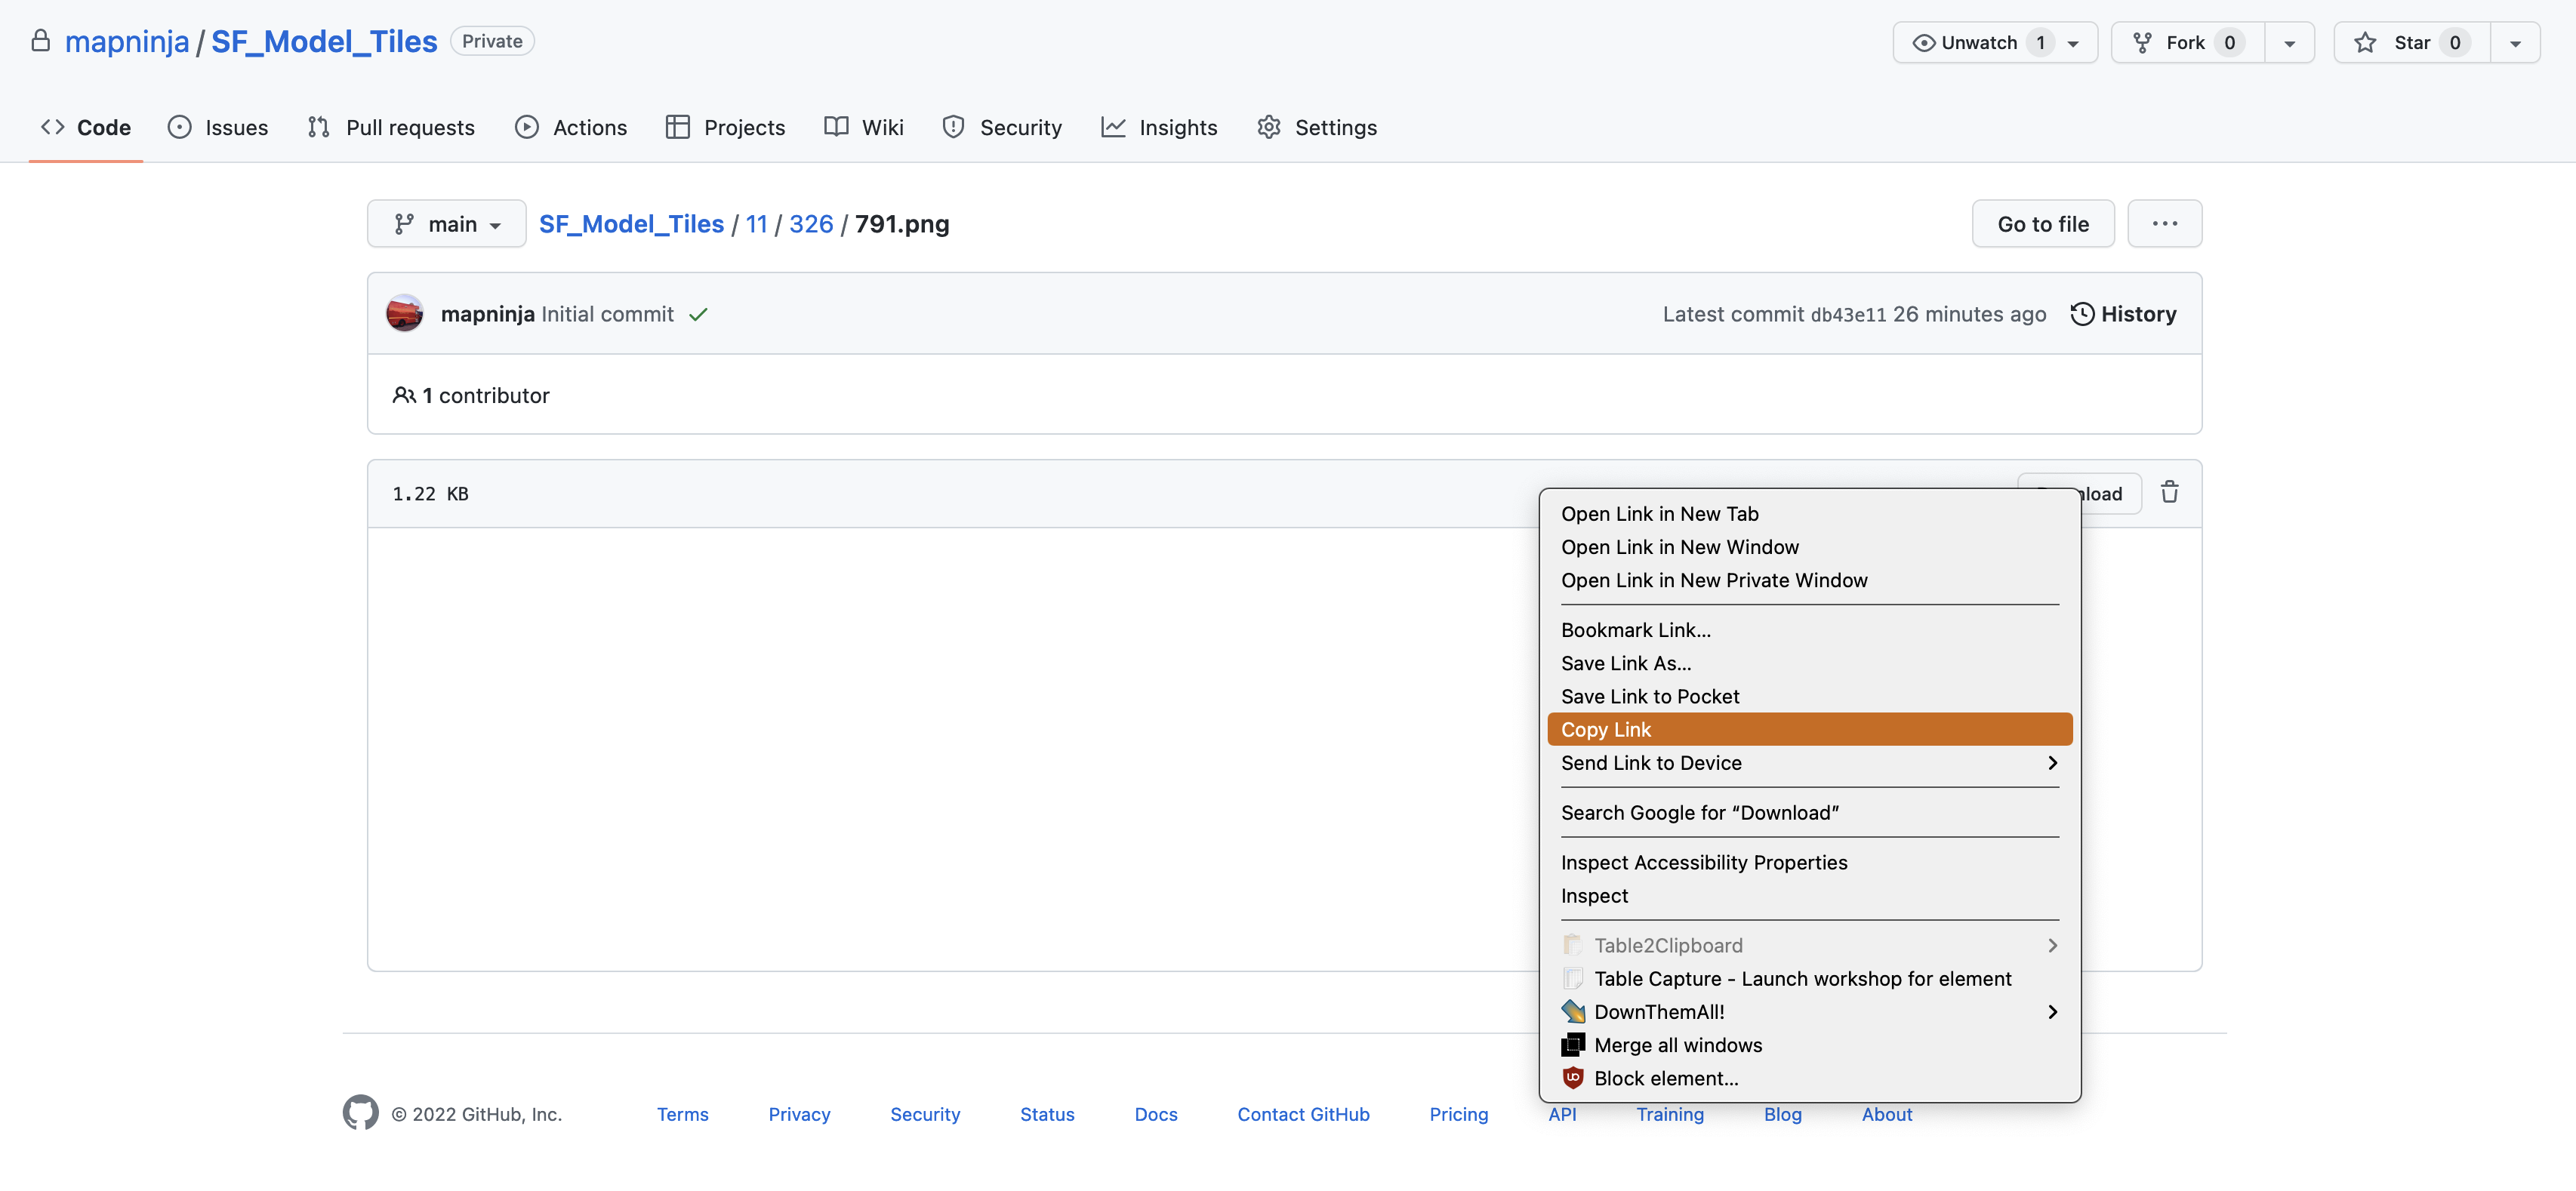 mapninja / SF_Model_Tiles Private
Unwatch 1 Fork 0 Star 0
Code Issues Pull requests Actions Projects Wiki Security Insights Settings
main SF_Model_Tiles / 11 / 326 / 791.png Go to file ...
mapninja Initial commit Latest commit db43e11 26 minutes ago History
1 contributor
1.22 KB
Open Link in New Tab
Open Link in New Window
Open Link in New Private Window
Bookmark Link...
Save Link As...
Save Link to Pocket
Copy Link
Send Link to Device
Search Google for “Download”
Inspect Accessibility Properties
Inspect
Table2Clipboard
Table Capture - Launch workshop for element
DownThemAll!
Merge all windows
Block element...
© 2022 GitHub, Inc. Terms Privacy Security Status Docs Contact GitHub Pricing API Training Blog About